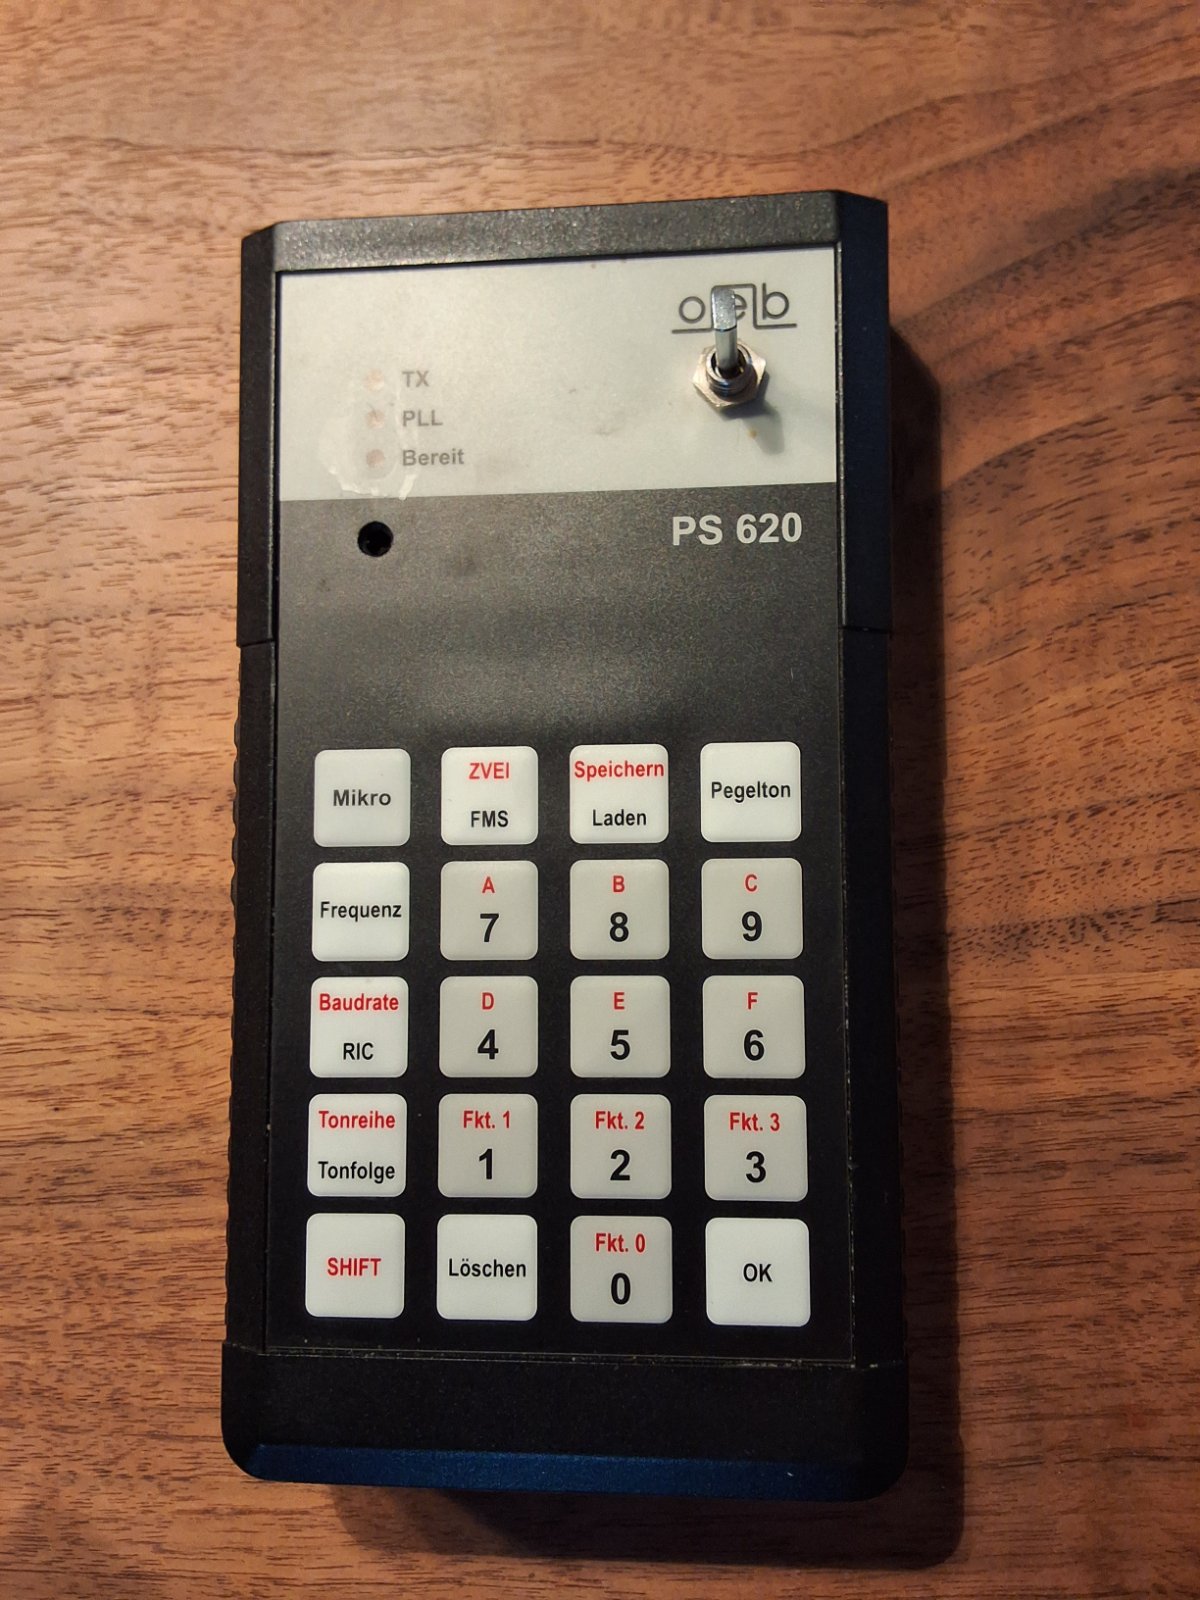 oelb
TX
PLL
Bereit
PS 620
Mikro
ZVEI
FMS
Speichern
Laden
Pegelton
Frequenz
A
7
B
8
C
9
Baudrate
RIC
D
4
E
5
F
6
Tonreihe
Tonfolge
Fkt. 1
1
Fkt. 2
2
Fkt. 3
3
SHIFT
Löschen
Fkt. 0
0
OK